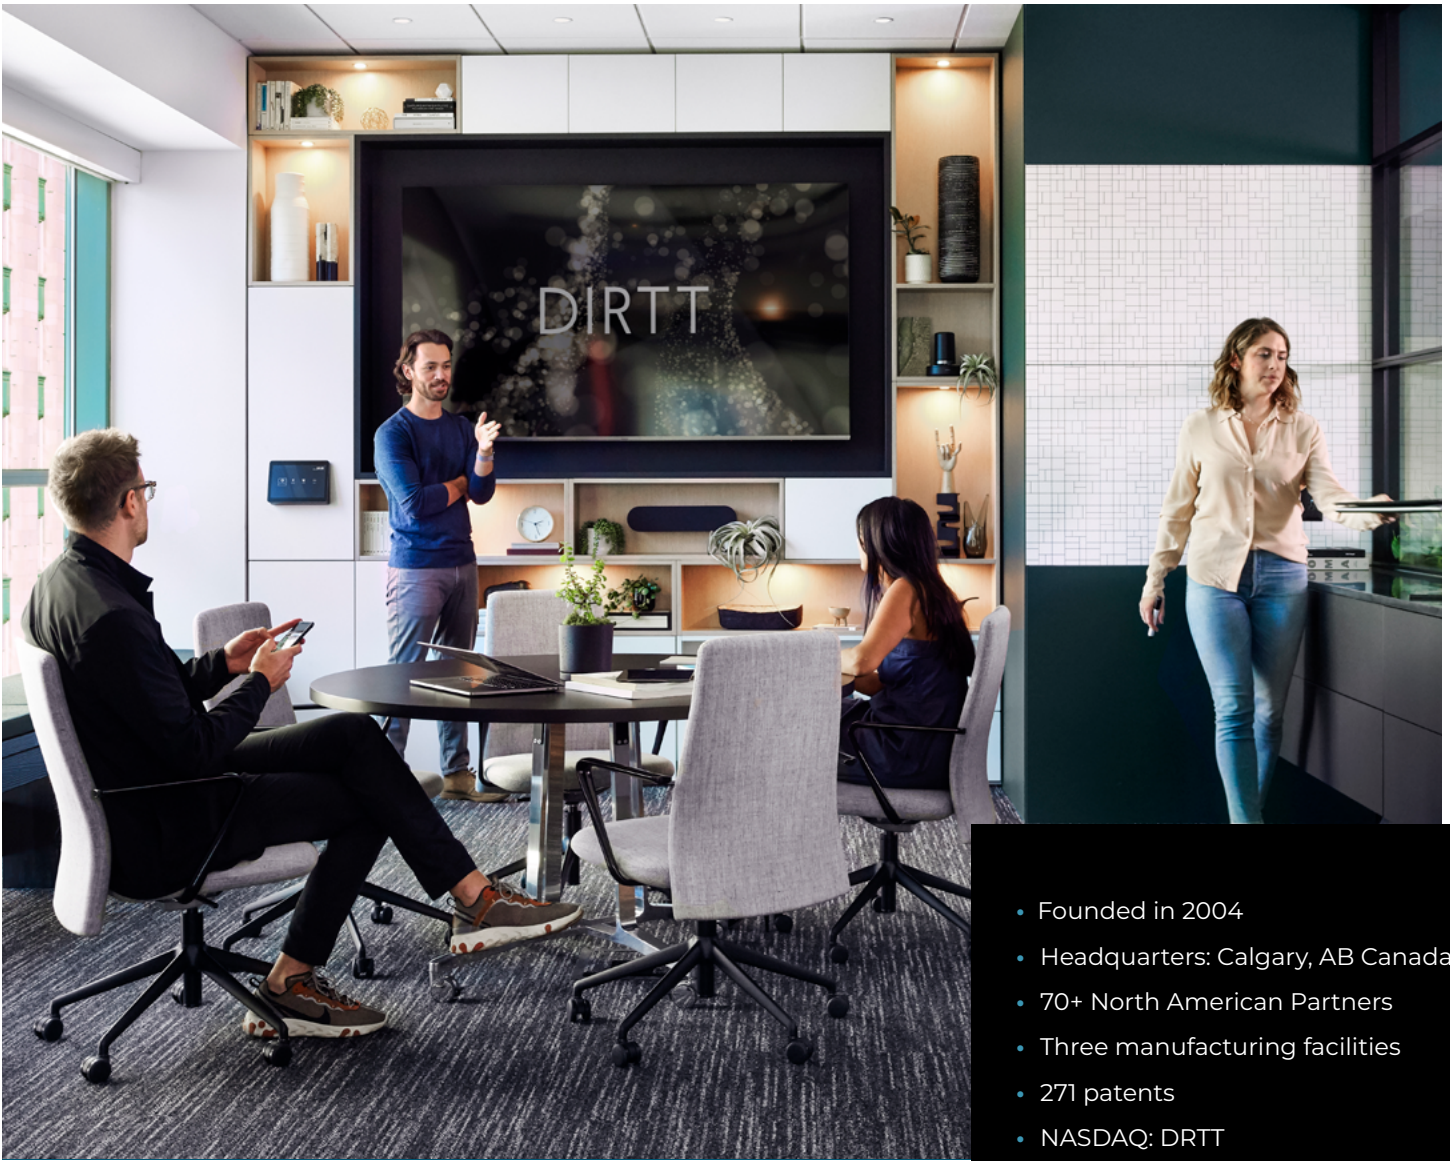 DIRTT
• Founded in 2004
• Headquarters: Calgary, AB Canada
• 70+ North American Partners
• Three manufacturing facilities
• 271 patents
• NASDAQ: DRTT